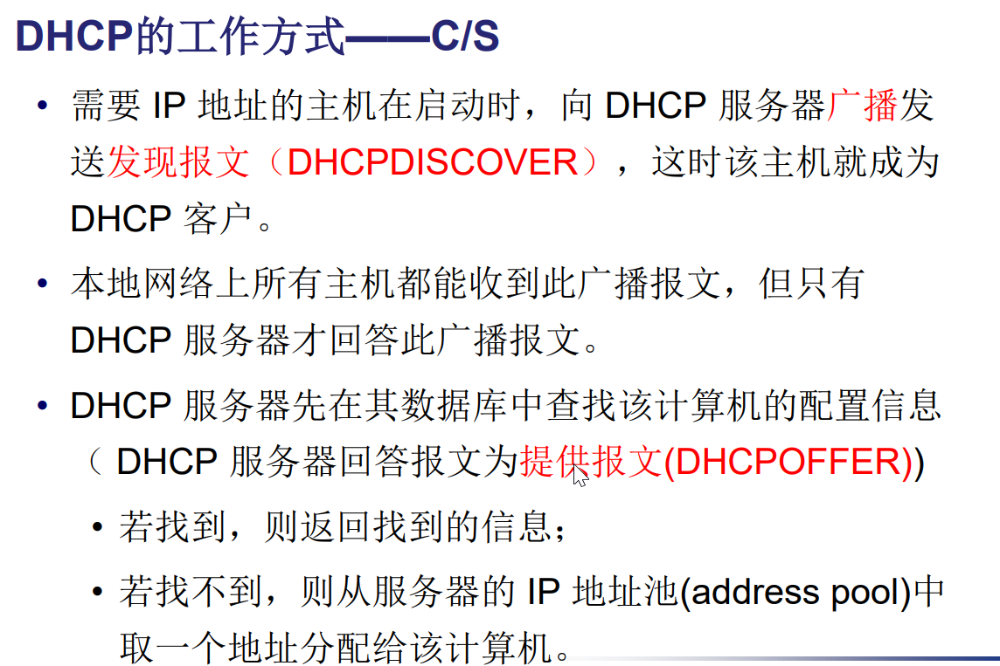 DHCP的工作方式——C/S
• 需要 IP 地址的主机在启动时，向 DHCP 服务器广播发
送发现报文（DHCPDISCOVER），这时该主机就成为
DHCP 客户。
• 本地网络上所有主机都能收到此广播报文，但只有
DHCP 服务器才回答此广播报文。
• DHCP 服务器先在其数据库中查找该计算机的配置信息
（ DHCP 服务器回答报文为提供报文(DHCPOFFER))
• 若找到，则返回找到的信息；
• 若找不到，则从服务器的 IP 地址池(address pool)中
取一个地址分配给该计算机。